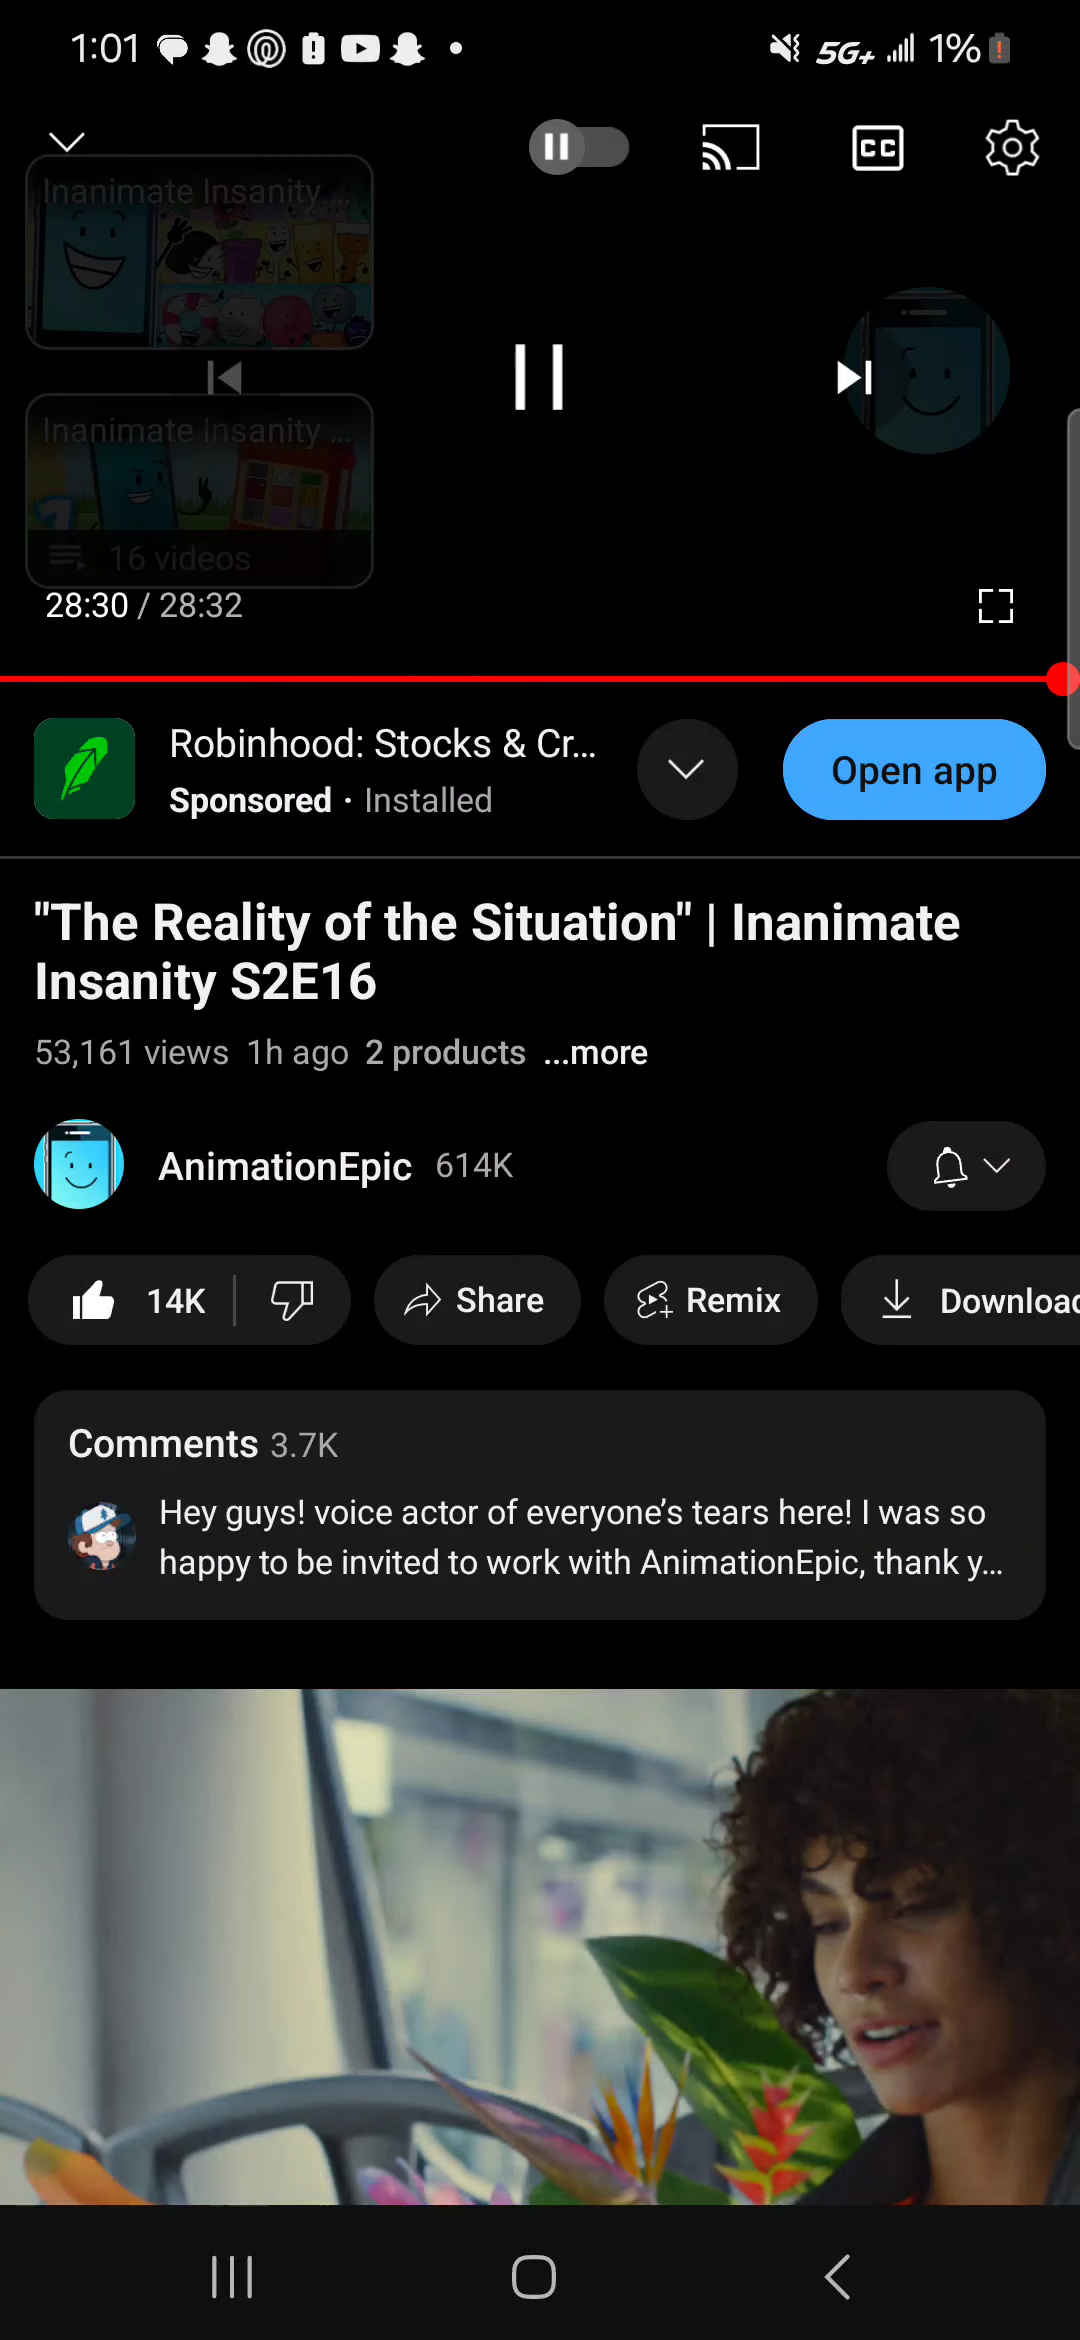 1:01
5G+ 1%
CC
Inanimate Insanity ...
Inanimate Insanity ...
16 videos
28:30 / 28:32
Robinhood: Stocks & Cr...
Sponsored · Installed
Open app
"The Reality of the Situation" | Inanimate
Insanity S2E16
53,161 views 1h ago 2 products ...more
AnimationEpic 614K
14K
Share
Remix
Download
Comments 3.7K
Hey guys! voice actor of everyone’s tears here! I was so
happy to be invited to work with AnimationEpic, thank y...